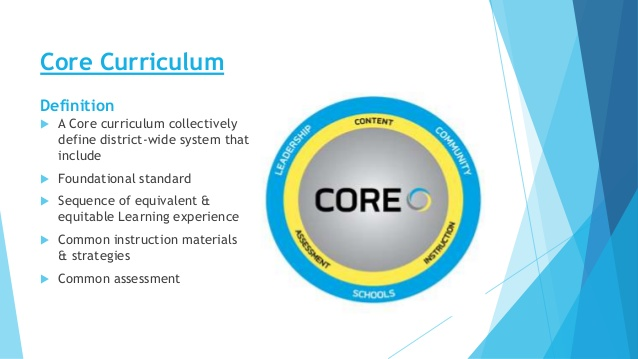 Core Curriculum
Definition
A Core curriculum collectively
define district-wide system that
include
Foundational standard
Sequence of equivalent &
equitable Learning experience
Common instruction materials
& strategies
Common assessment
LEADERSHIP
CONTENT
COMMUNITY
CORE
ASSESSMENT
INSTRUCTION
SCHOOLS